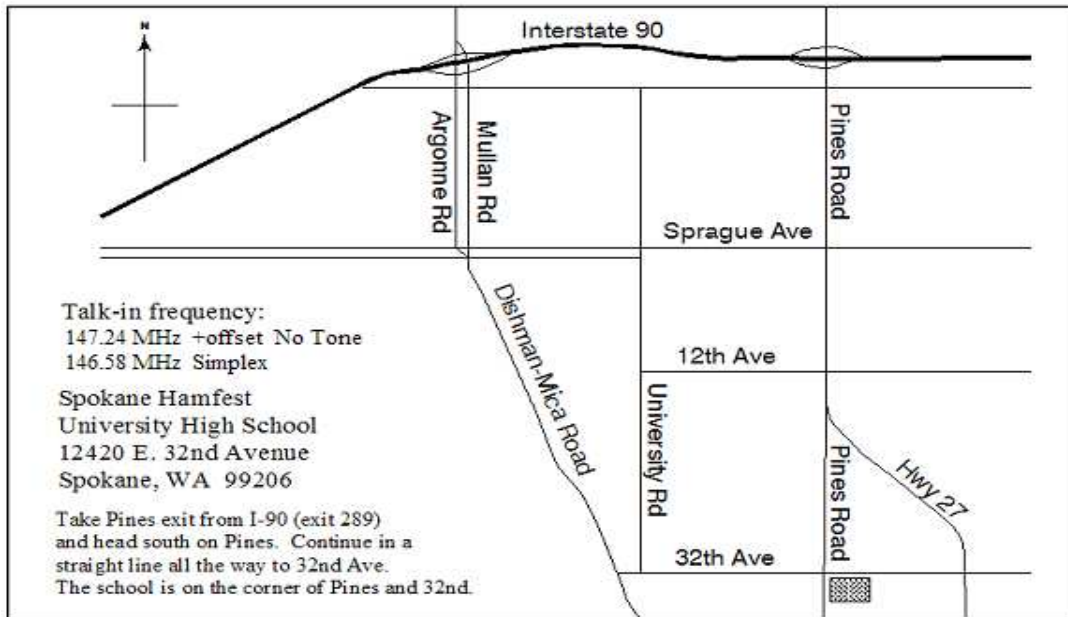 N
Interstate 90
Argonne Rd
Mullan Rd
Pines Road
Sprague Ave
Dishman-Mica Road
12th Ave
University Rd
Pines Road
Hwy 27
32th Ave
Talk-in frequency:
147.24 MHz +offset No Tone
146.58 MHz Simplex
Spokane Hamfest
University High School
12420 E. 32nd Avenue
Spokane, WA 99206
Take Pines exit from I-90 (exit 289)
and head south on Pines. Continue in a
straight line all the way to 32nd Ave.
The school is on the corner of Pines and 32nd.